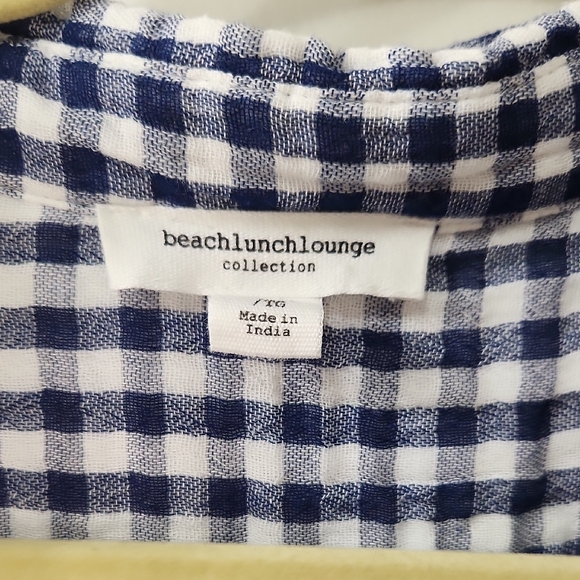 beachlunchlounge
collection
Made in
India